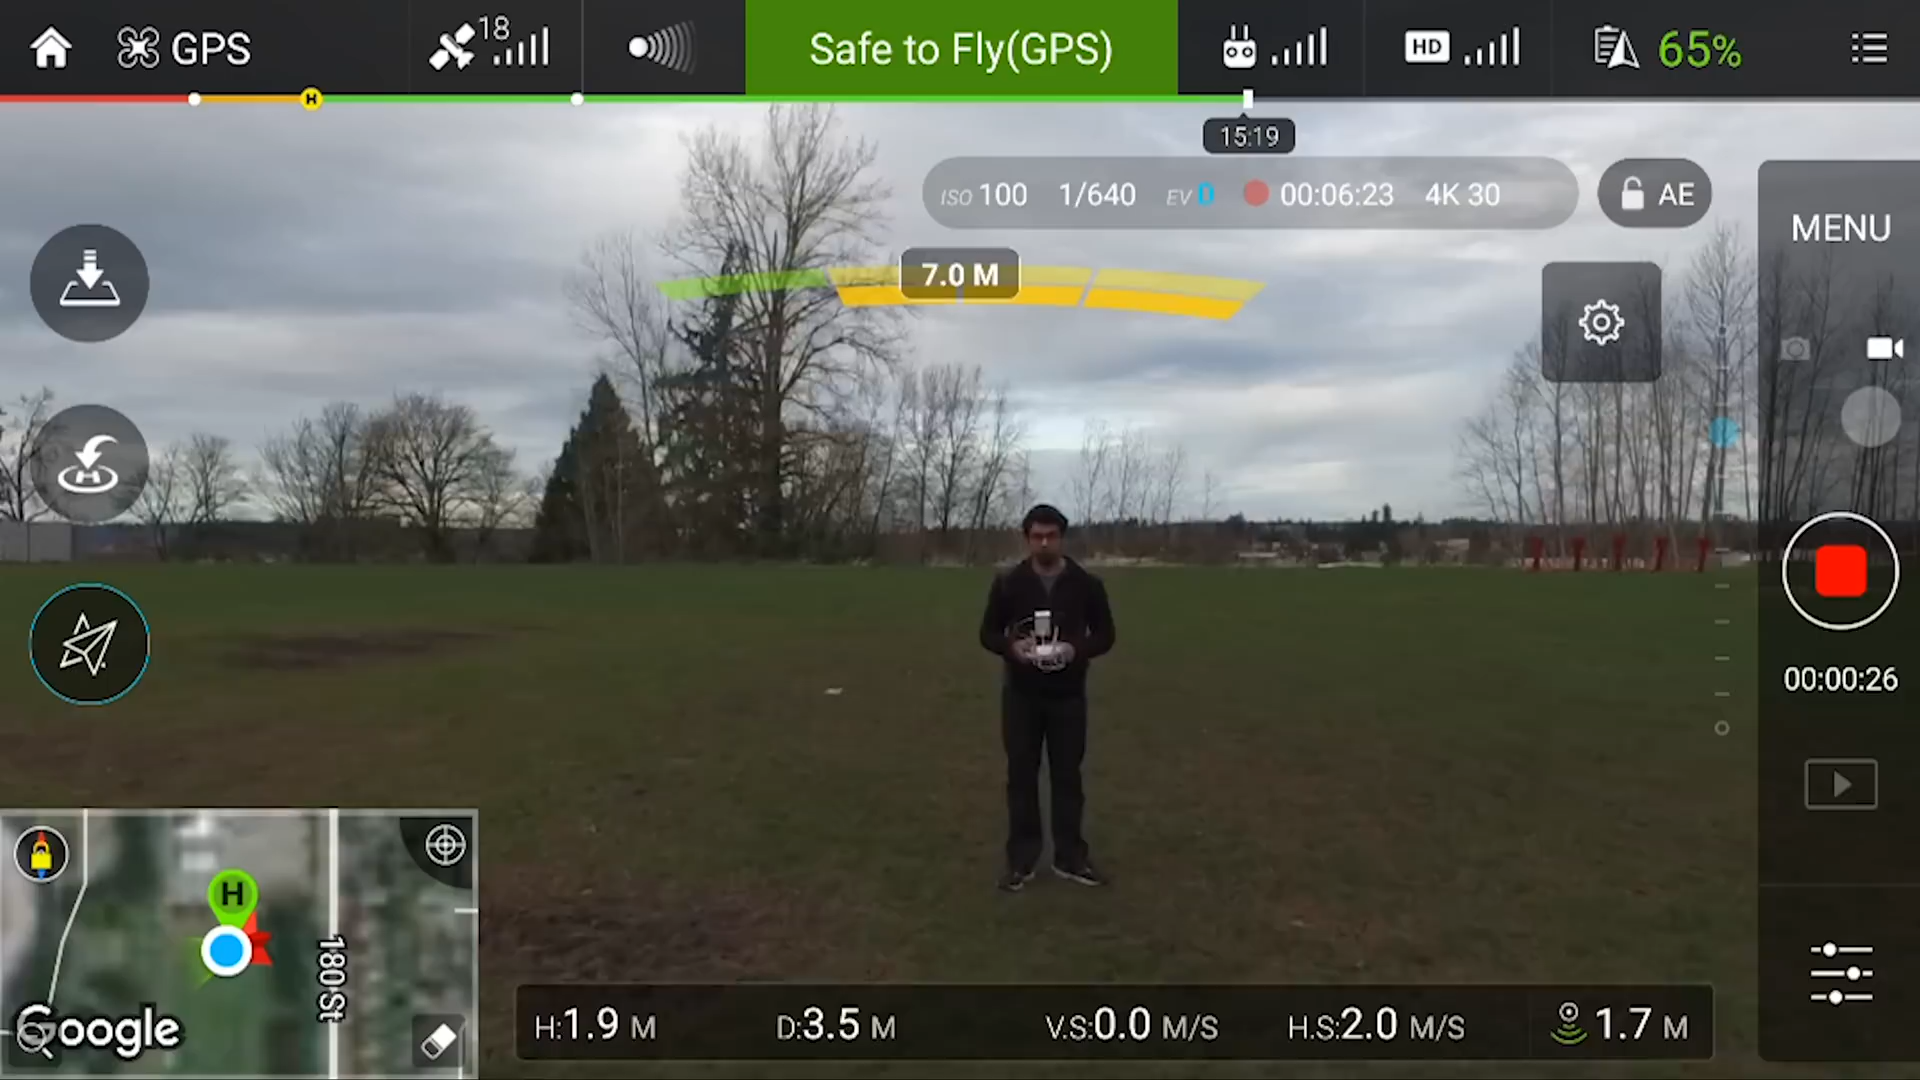 GPS
18
Safe to Fly(GPS)
HD
65%
H
15:19
ISO 100 1/640 EV 0 00:06:23 4K 30
AE
MENU
7.0 M
00:00:26
H
180 St
Google
H:1.9 M D:3.5 M V.S:0.0 M/S H.S:2.0 M/S 1.7 M